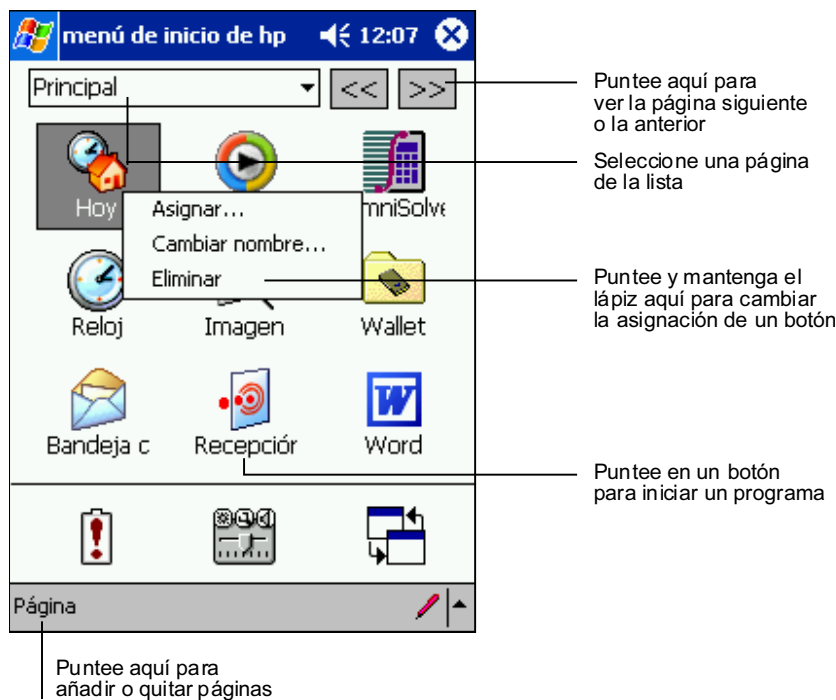 menú de inicio de hp 12:07
Principal << >>
Puntee aquí para
ver la página siguiente
o la anterior
Seleccione una página
de la lista
Hoy
mniSolve
Asignar...
Cambiar nombre...
Eliminar
Puntee y mantenga el
lápiz aquí para cambiar
la asignación de un botón
Reloj Imagen Wallet
Bandeja c Recepción Word
Puntee en un botón
para iniciar un programa
Página
Puntee aquí para
añadir o quitar páginas